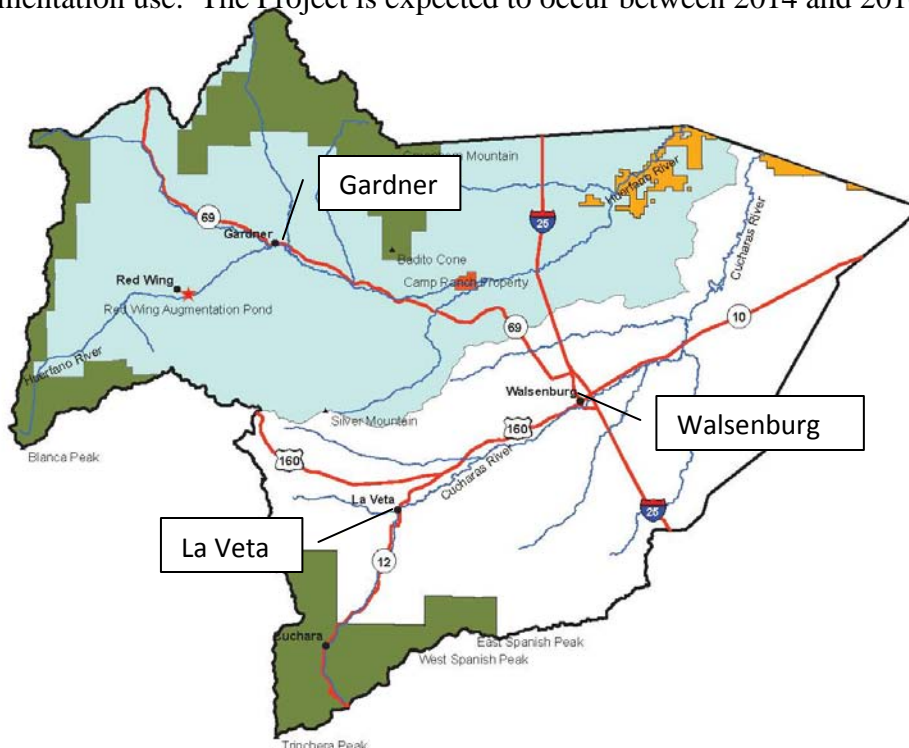 mentation use. The Project is expected to occur between 2014 and 201
Mountain
Huerfano River
Gardner
69
25
Cucharas River
Gardner
Badito Cone
Red Wing
Camp Ranch Property
Red Wing Augmentation Pond
10
69
Huerfano River
Walsenburg
Silver Mountain
160
Walsenburg
Blanca Peak
160
Cucharas River
La Veta
25
La Veta
12
Cuchara
East Spanish Peak
West Spanish Peak
Trinchera Peak